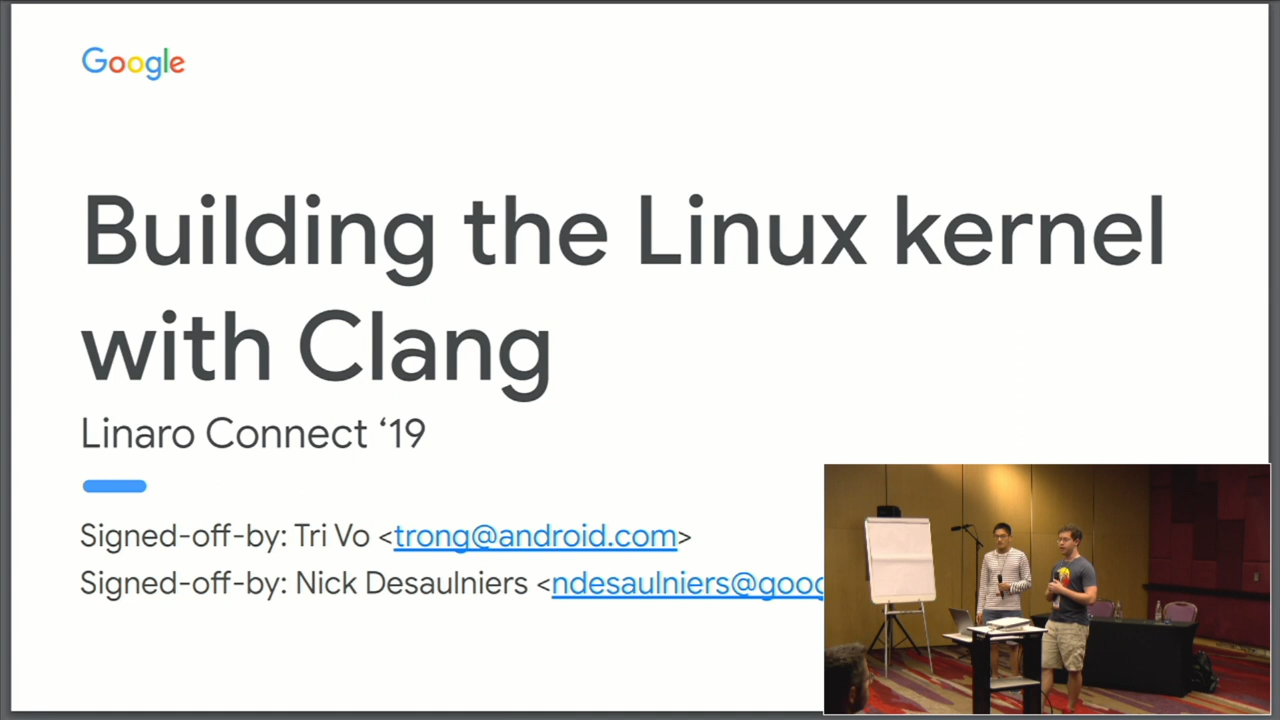 Google
Building the Linux kernel
with Clang
Linaro Connect ‘19
Signed-off-by: Tri Vo <trong@android.com>
Signed-off-by: Nick Desaulniers <ndesaulniers@goog